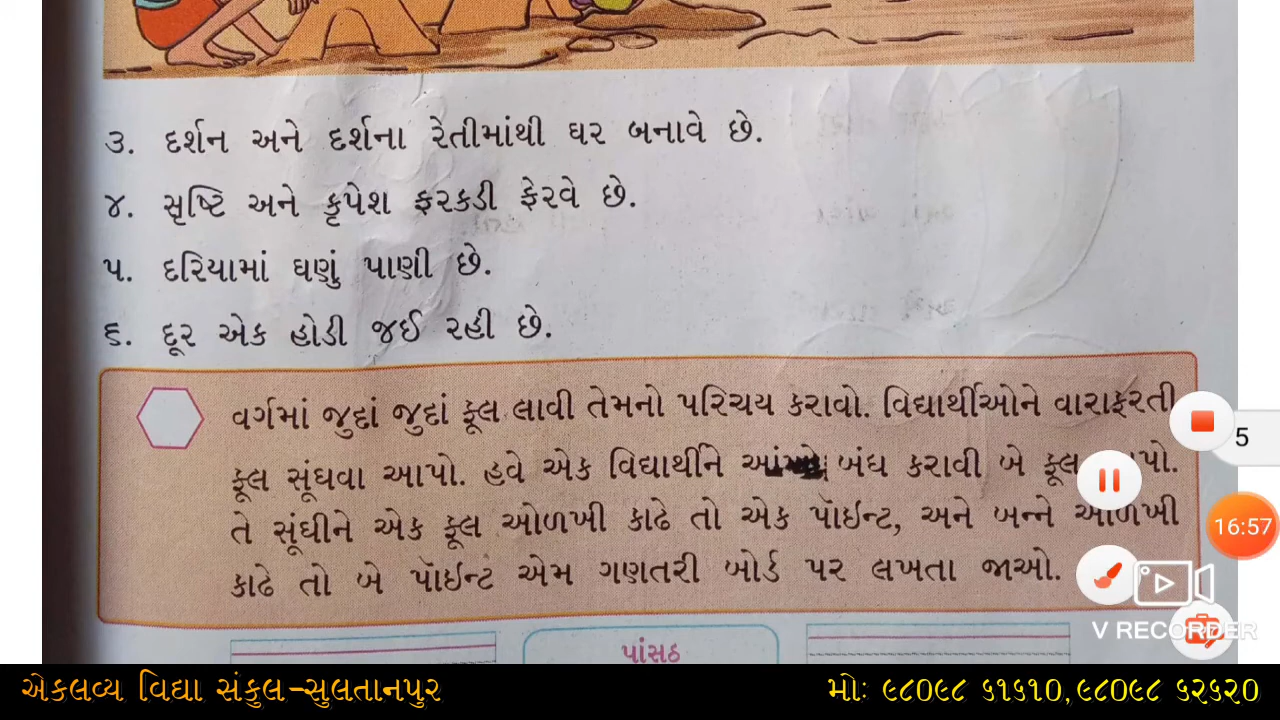 ૩. દર્શન અને દર્શના રેતીમાંથી ઘર બનાવે છે.
૪. સૃષ્ટિ અને કૃપેશ ફરકડી ફેરવે છે.
૫. દરિયામાં ઘણું પાણી છે.
૬. દૂર એક હોડી જઈ રહી છે.
વર્ગમાં જુદાં જુદાં ફૂલ લાવી તેમનો પરિચય કરાવો. વિદ્યાર્થીઓને વારાફરતી
ફૂલ સૂંઘવા આપો. હવે એક વિદ્યાર્થીને બંધ કરાવી બે ફૂલ
તે સૂંઘીને એક ફૂલ ઓળખી કાઢે તો એક પૉઇન્ટ, અને બન્ને ઓળખી
કાઢે તો બે પૉઇન્ટ એમ ગણતરી બોર્ડ પર લખતા જાઓ.
પાંસઠ
5
16:57
V RECORDER
એકલવ્ય વિદ્યા સંકુલ-સુલતાનપુર
મોઃ ૯૮૦૯૮ ૬૧૬૧૦,૯૮૦૯૮ ૬૨૬૨૦